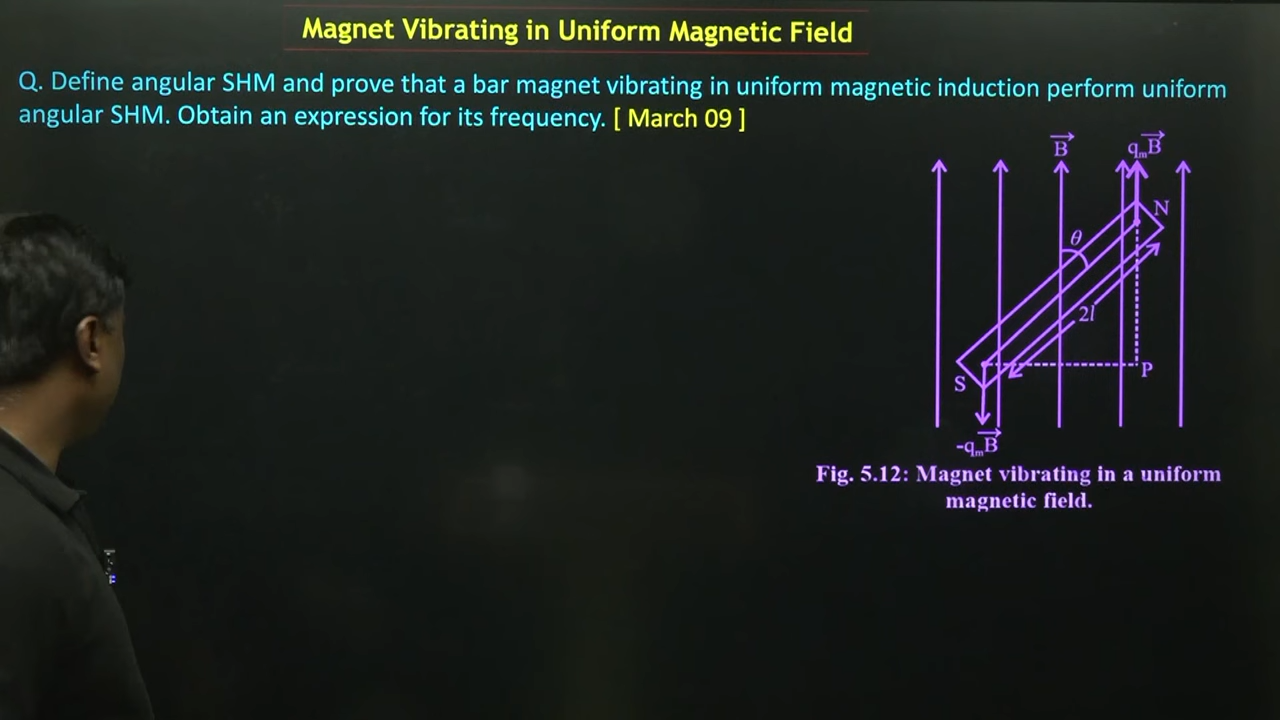 Magnet Vibrating in Uniform Magnetic Field
Q. Define angular SHM and prove that a bar magnet vibrating in uniform magnetic induction perform uniform
angular SHM. Obtain an expression for its frequency. [ March 09 ]
B
qmB
N
θ
2l
P
S
-qmB
Fig. 5.12: Magnet vibrating in a uniform
magnetic field.